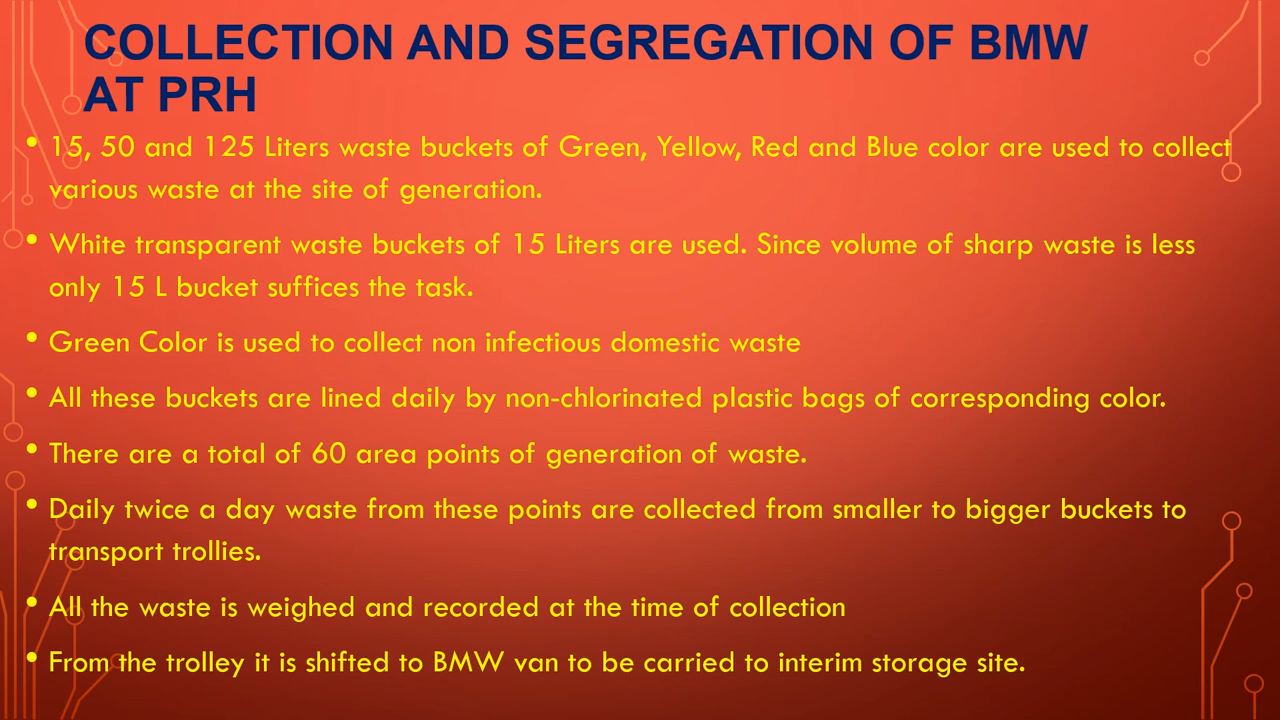 COLLECTION AND SEGREGATION OF BMW
AT PRH
• 15, 50 and 125 Liters waste buckets of Green, Yellow, Red and Blue color are used to collect
various waste at the site of generation.
• White transparent waste buckets of 15 Liters are used. Since volume of sharp waste is less
only 15 L bucket suffices the task.
• Green Color is used to collect non infectious domestic waste
• All these buckets are lined daily by non-chlorinated plastic bags of corresponding color.
• There are a total of 60 area points of generation of waste.
• Daily twice a day waste from these points are collected from smaller to bigger buckets to
transport trollies.
• All the waste is weighed and recorded at the time of collection
• From the trolley it is shifted to BMW van to be carried to interim storage site.